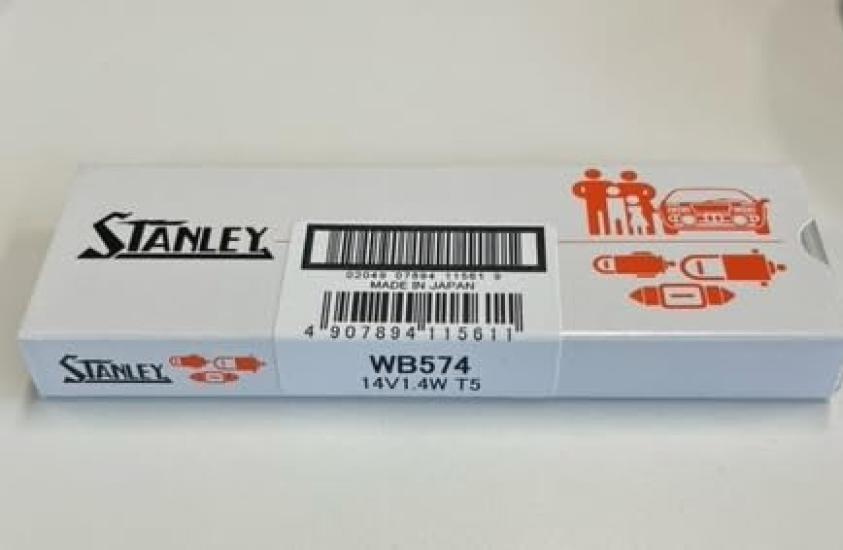 STANLEY
02049 07894 11561 9
MADE IN JAPAN
4 907894 115611
STANLEY
WB574
14V1.4W T5